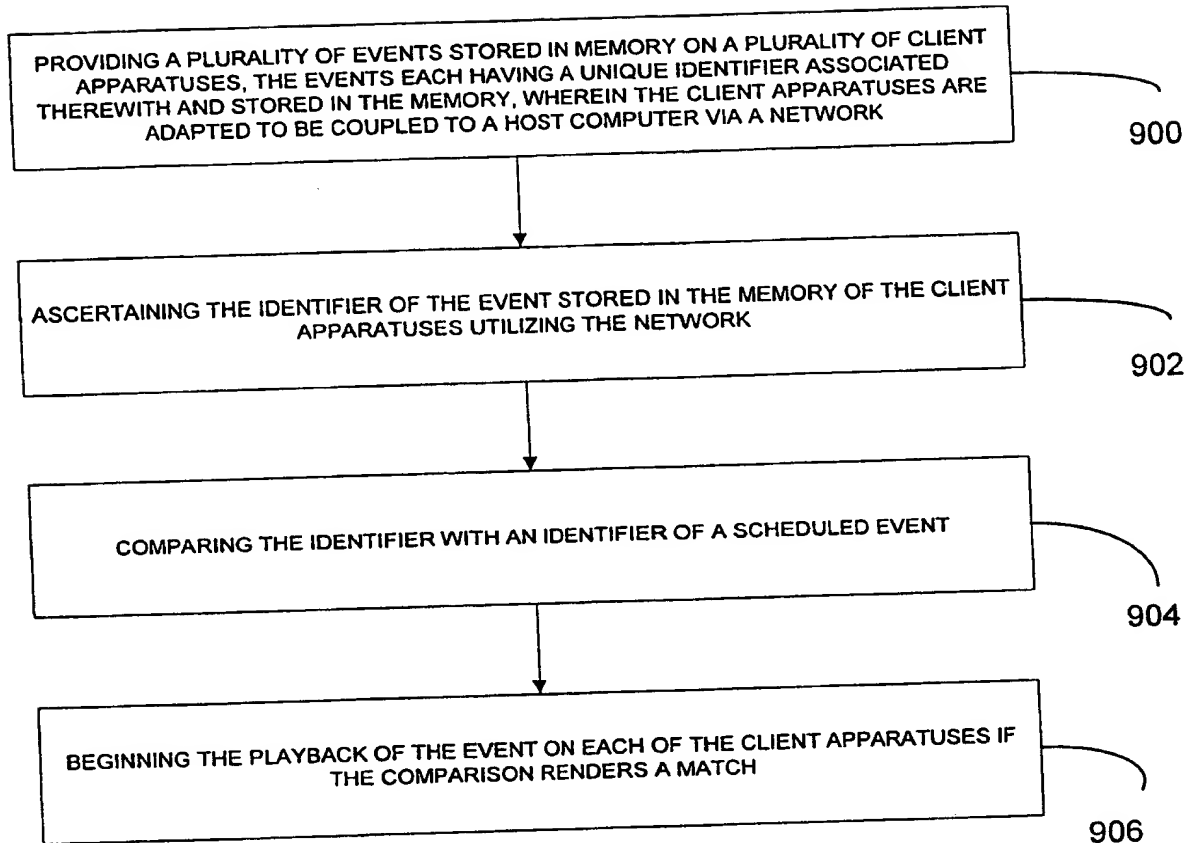 PROVIDING A PLURALITY OF EVENTS STORED IN MEMORY ON A PLURALITY OF CLIENT
APPARATUSES, THE EVENTS EACH HAVING A UNIQUE IDENTIFIER ASSOCIATED
THEREWITH AND STORED IN THE MEMORY, WHEREIN THE CLIENT APPARATUSES ARE
ADAPTED TO BE COUPLED TO A HOST COMPUTER VIA A NETWORK
900
ASCERTAINING THE IDENTIFIER OF THE EVENT STORED IN THE MEMORY OF THE CLIENT
APPARATUSES UTILIZING THE NETWORK
902
COMPARING THE IDENTIFIER WITH AN IDENTIFIER OF A SCHEDULED EVENT
904
BEGINNING THE PLAYBACK OF THE EVENT ON EACH OF THE CLIENT APPARATUSES IF
THE COMPARISON RENDERS A MATCH
906